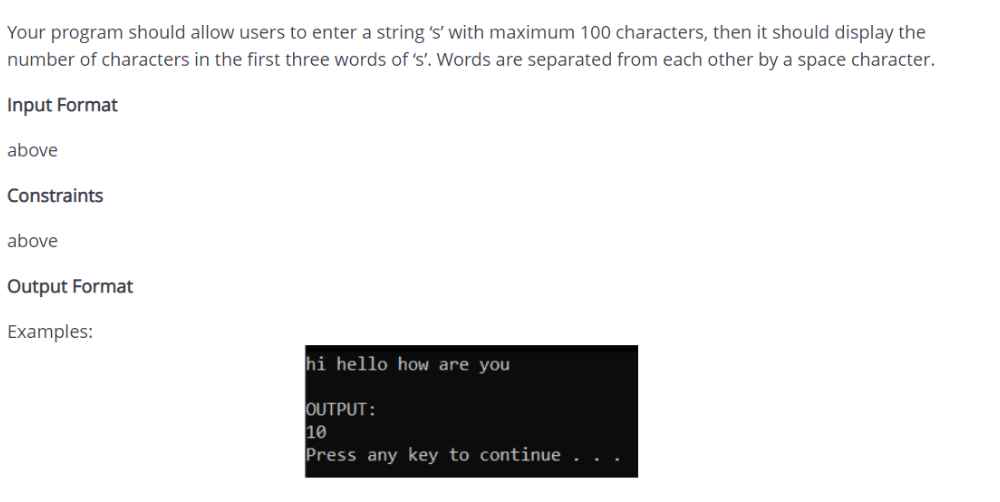 Your program should allow users to enter a string ‘s’ with maximum 100 characters, then it should display the
number of characters in the first three words of ‘s’. Words are separated from each other by a space character.
Input Format
above
Constraints
above
Output Format
Examples:
hi hello how are you
OUTPUT:
10
Press any key to continue . . .